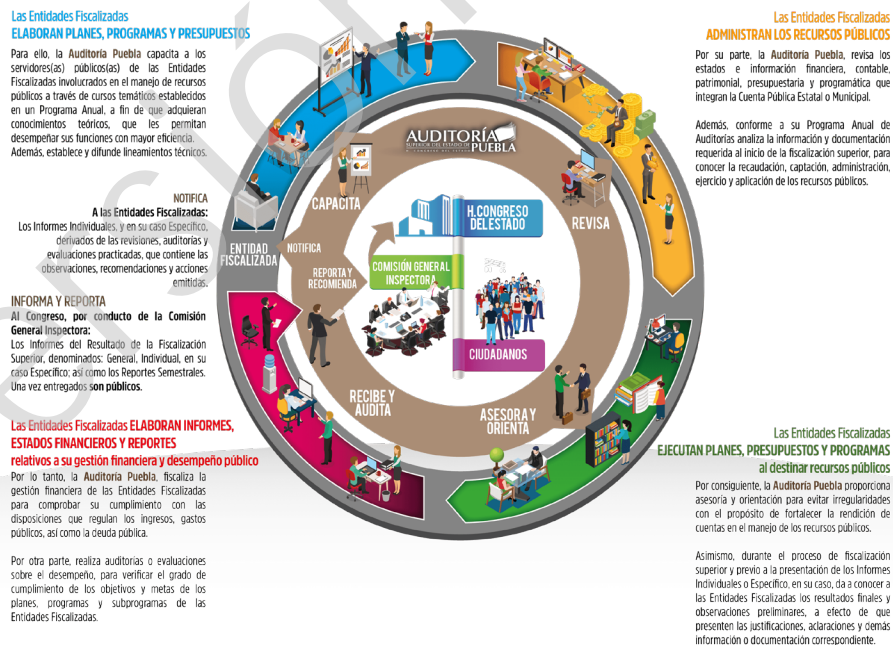 Las Entidades Fiscalizadas
ELABORAN PLANES, PROGRAMAS Y PRESUPUESTOS
Para ello, la Auditoría Puebla capacita a los
servidores(as) públicos(as) de las Entidades
Fiscalizadas involucrados en el manejo de recursos
públicos a través de cursos temáticos establecidos
en un Programa Anual, a fin de que adquieran
conocimientos teóricos, que les permitan
desempeñar sus funciones con mayor eficiencia.
Además, establece y difunde lineamientos técnicos.
NOTIFICA
A las Entidades Fiscalizadas:
Los Informes Individuales, y en su caso Específico,
derivados de las revisiones, auditorías y
evaluaciones practicadas, que contiene las
observaciones, recomendaciones y acciones
emitidas.
INFORMA Y REPORTA
Al Congreso, por conducto de la Comisión
General Inspectora:
Los Informes del Resultado de la Fiscalización
Superior, denominados: General, Individual, en su
caso Específico; así como los Reportes Semestrales.
Una vez entregados son públicos.
Las Entidades Fiscalizadas ELABORAN INFORMES,
ESTADOS FINANCIEROS Y REPORTES
relativos a su gestión financiera y desempeño público
Por lo tanto, la Auditoría Puebla, fiscaliza la
gestión financiera de las Entidades Fiscalizadas
para comprobar su cumplimiento con las
disposiciones que regulan los ingresos, gastos
públicos, así como la deuda pública.
Por otra parte, realiza auditorias o evaluaciones
sobre el desempeño, para verificar el grado de
cumplimiento de los objetivos y metas de los
planes, programas y subprogramas de las
Entidades Fiscalizadas.
AUDITORÍA
SUPERIOR DEL ESTADO DE PUEBLA
CAPACITA
REVISA
H. CONGRESO
DEL ESTADO
ENTIDAD
FISCALIZADA
NOTIFICA
REPORTA Y
RECOMIENDA
COMISIÓN GENERAL
INSPECTORA
CIUDADANOS
RECIBE Y
AUDITA
ASESORA Y
ORIENTA
Las Entidades Fiscalizadas
ADMINISTRAN LOS RECURSOS PÚBLICOS
Por su parte, la Auditoría Puebla, revisa los
estados e información financiera, contable,
patrimonial, presupuestaria y programática que
integran la Cuenta Pública Estatal o Municipal.
Además, conforme a su Programa Anual de
Auditorías analiza la información y documentación
requerida al inicio de la fiscalización superior, para
conocer la recaudación, captación, administración,
ejercicio y aplicación de los recursos públicos.
Las Entidades Fiscalizadas
EJECUTAN PLANES, PRESUPUESTOS Y PROGRAMAS
al destinar recursos públicos
Por consiguiente, la Auditoría Puebla proporciona
asesoría y orientación para evitar irregularidades
con el propósito de fortalecer la rendición de
cuentas en el manejo de los recursos públicos.
Asimismo, durante el proceso de fiscalización
superior y previo a la presentación de los Informes
Individuales o Específico, en su caso, da a conocer a
las Entidades Fiscalizadas los resultados finales y
observaciones preliminares, a efecto de que
presenten las justificaciones, aclaraciones y demás
información o documentación correspondiente.